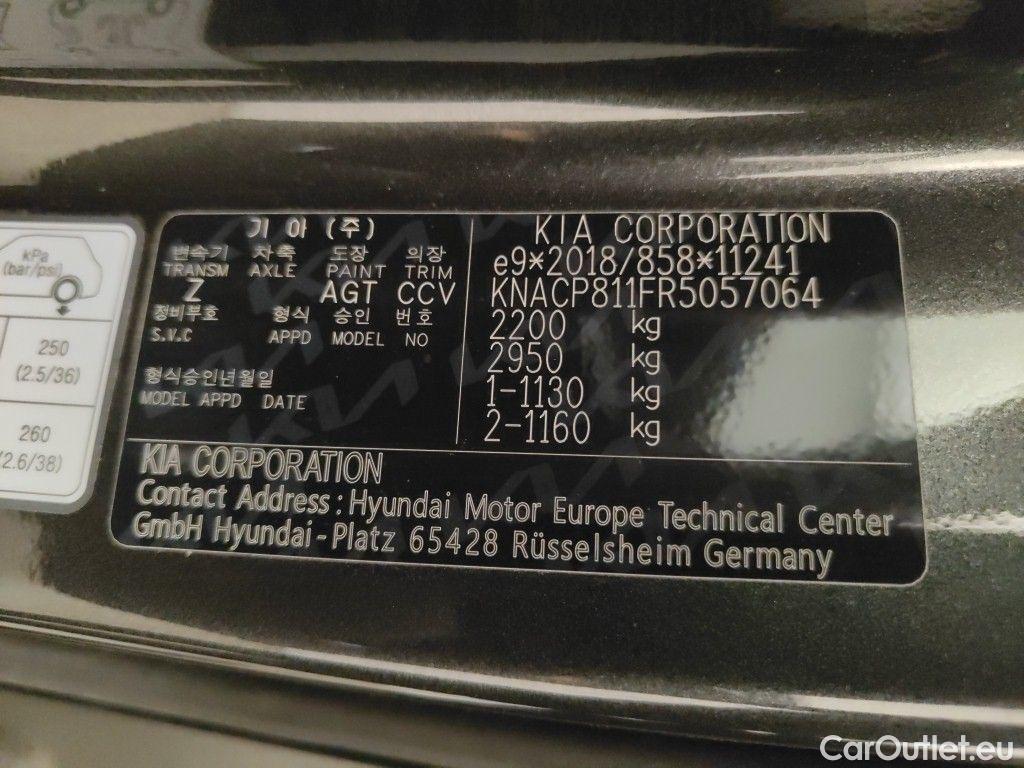 kPa
(bar/psi)
250
(2.5/36)
260
(2.6/38)
기아 (주)
변속기 차축 도장 의장
TRANSM AXLE PAINT TRIM
Z AGT CCV
정비부호 형식 승인 번호
S.V.C APPD MODEL NO
형식승인년월일
MODEL APPD DATE
KIA CORPORATION
e9*2018/858*11241
KNACP811FR5057064
2200 kg
2950 kg
1-1130 kg
2-1160 kg
KIA CORPORATION
Contact Address : Hyundai Motor Europe Technical Center
GmbH Hyundai-Platz 65428 Rüsselsheim Germany
CarOutlet.eu